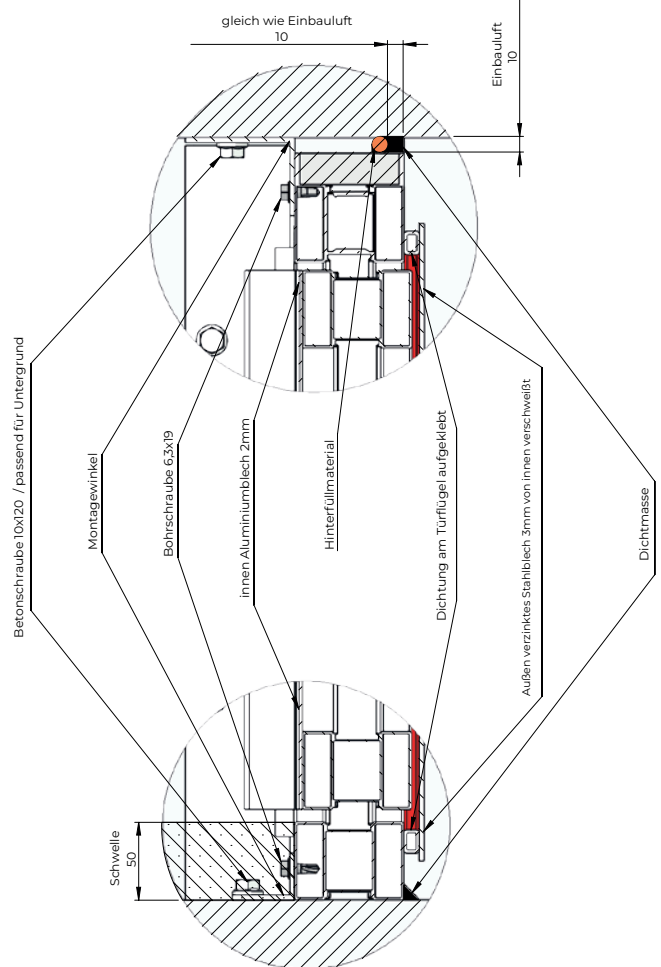 gleich wie Einbauluft
10
Einbauluft
10
Betonschraube 10x120 / passend für Untergrund
Montagewinkel
Bohrschraube 6,3x19
innen Aluminiumblech 2mm
Hinterfüllmaterial
Dichtung am Türflügel aufgeklebt
Außen verzinktes Stahlblech 3mm von innen verschweißt
Dichtmasse
Schwelle
50